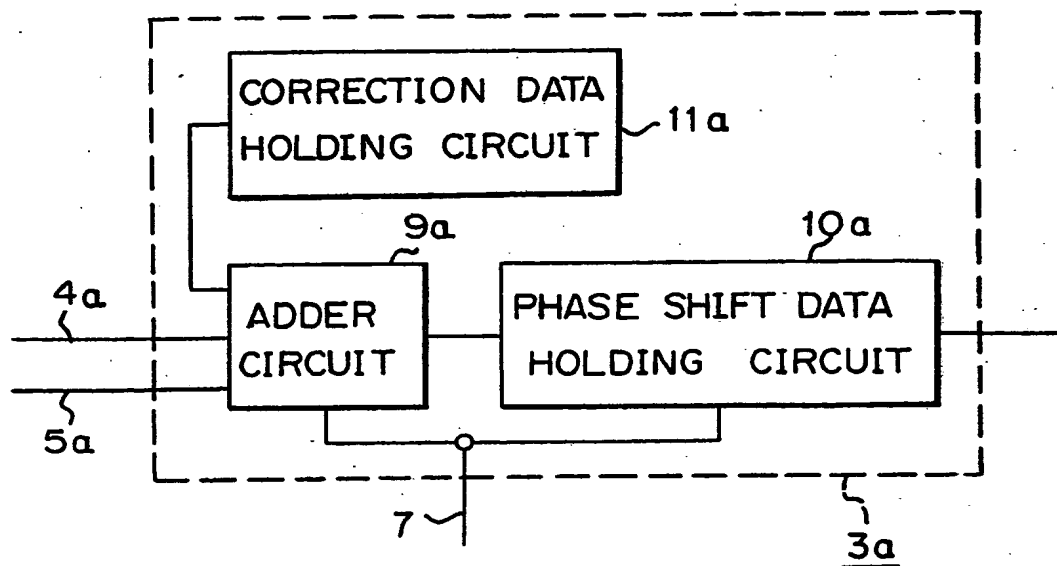 CORRECTION DATA
HOLDING CIRCUIT
11a
9a
10a
4a
ADDER
CIRCUIT
PHASE SHIFT DATA
HOLDING CIRCUIT
5a
7
3a